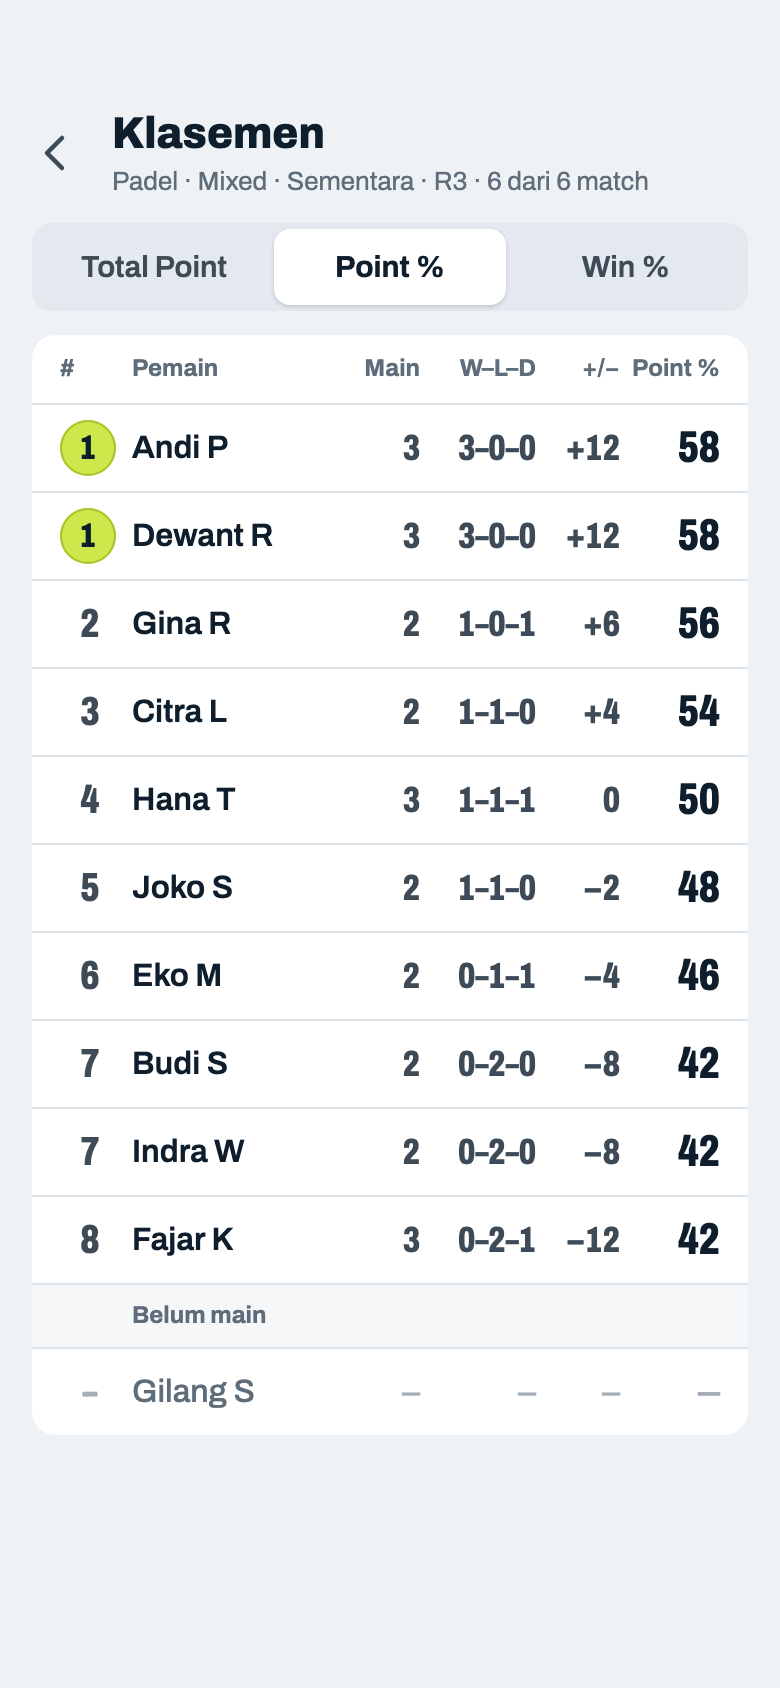 Klasemen
Padel · Mixed · Sementara · R3 · 6 dari 6 match
Total Point Point % Win %
# Pemain Main W–L–D +/– Point %
1 Andi P 3 3–0–0 +12 58
1 Dewant R 3 3–0–0 +12 58
2 Gina R 2 1–0–1 +6 56
3 Citra L 2 1–1–0 +4 54
4 Hana T 3 1–1–1 0 50
5 Joko S 2 1–1–0 –2 48
6 Eko M 2 0–1–1 –4 46
7 Budi S 2 0–2–0 –8 42
7 Indra W 2 0–2–0 –8 42
8 Fajar K 3 0–2–1 –12 42
Belum main
– Gilang S – – – —